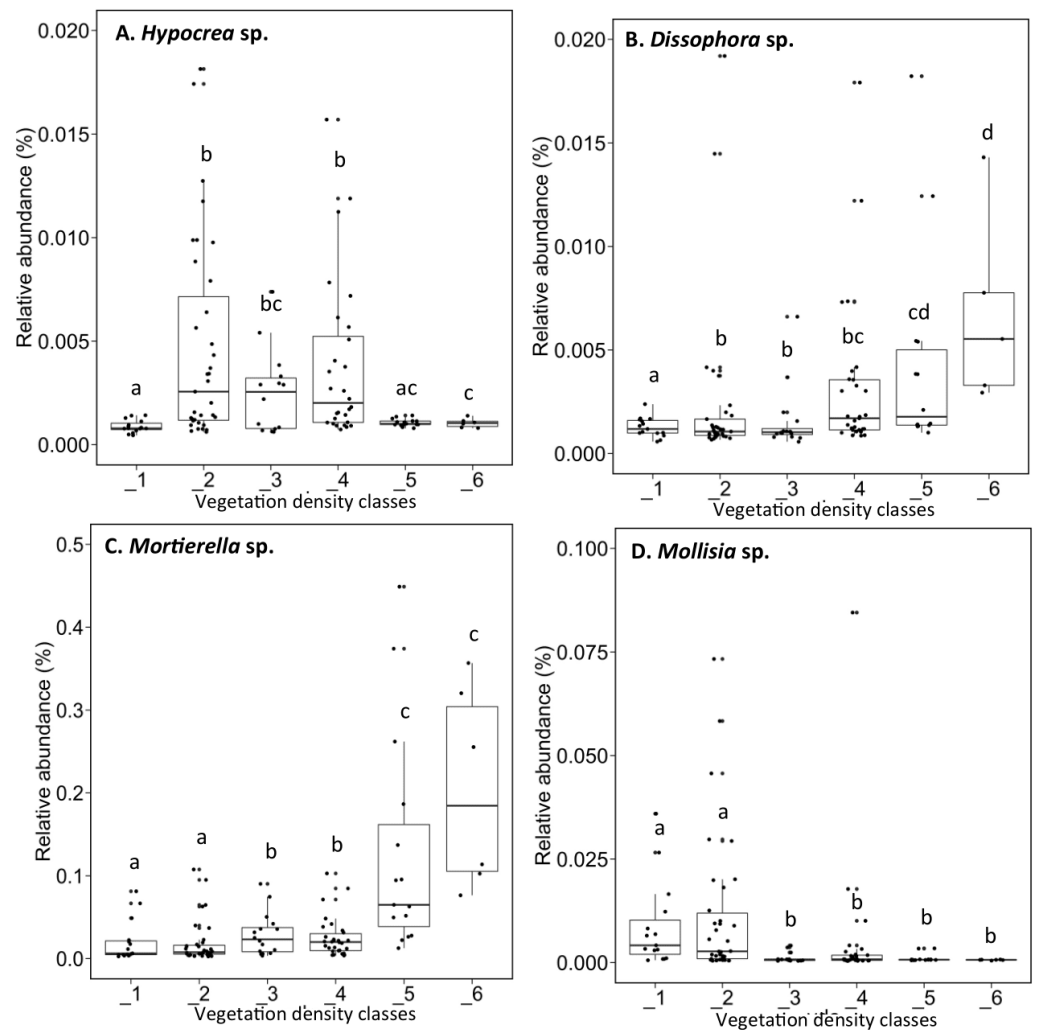 A. Hypocrea sp.
Relative abundance (%)
0.020
0.015
0.010
0.005
0.000
a
b
bc
b
ac
c
_1
_2
_3
_4
_5
_6
Vegetation density classes
B. Dissophora sp.
Relative abundance (%)
0.020
0.015
0.010
0.005
0.000
a
b
b
bc
cd
d
_1
_2
_3
_4
_5
_6
Vegetation density classes
C. Mortierella sp.
Relative abundance (%)
0.5
0.4
0.3
0.2
0.1
0.0
a
a
b
b
c
c
_1
_2
_3
_4
_5
_6
Vegetation density classes
D. Mollisia sp.
Relative abundance (%)
0.100
0.075
0.050
0.025
0.000
a
a
b
b
b
b
_1
_2
_3
_4
_5
_6
Vegetation density classes